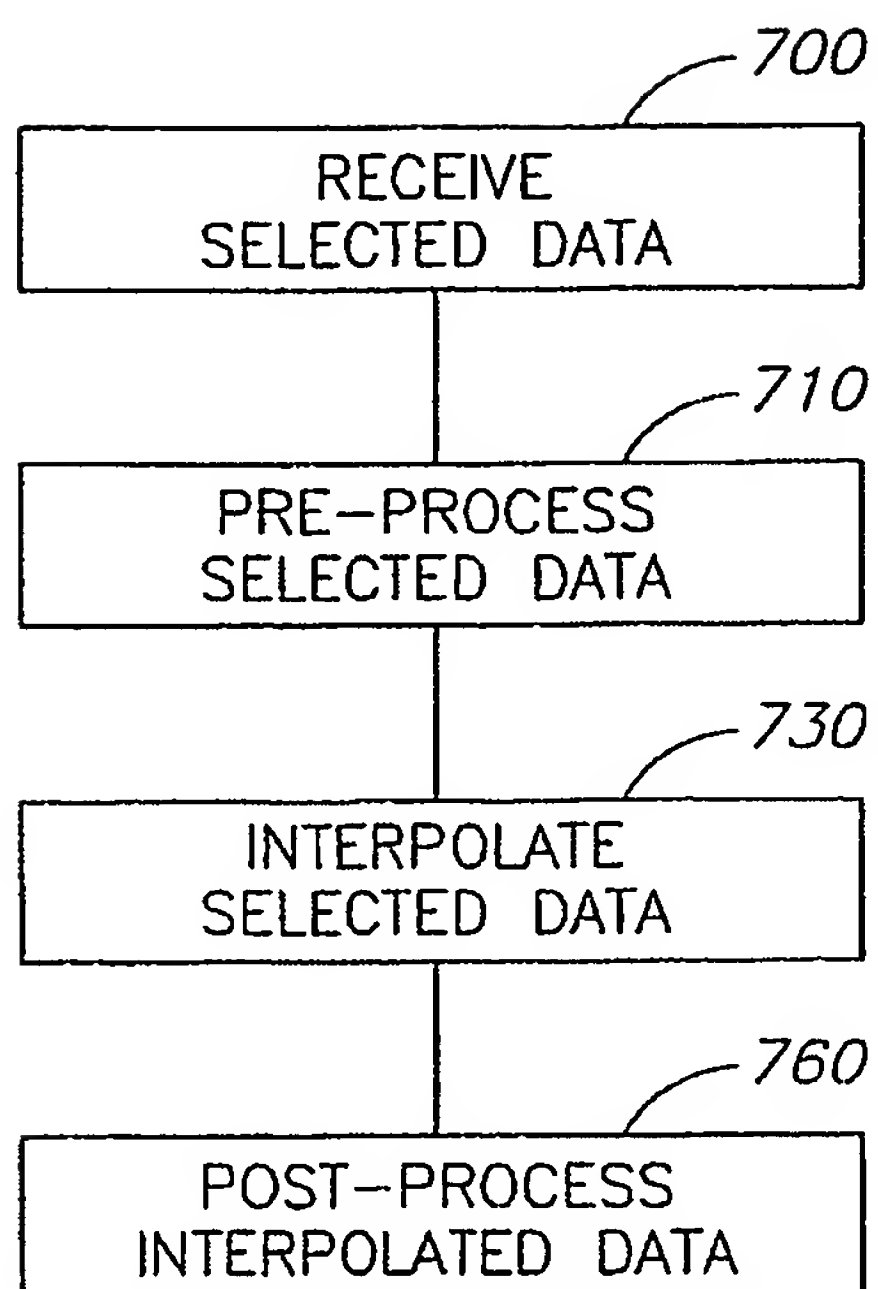 700
RECEIVE
SELECTED DATA
710
PRE-PROCESS
SELECTED DATA
730
INTERPOLATE
SELECTED DATA
760
POST-PROCESS
INTERPOLATED DATA